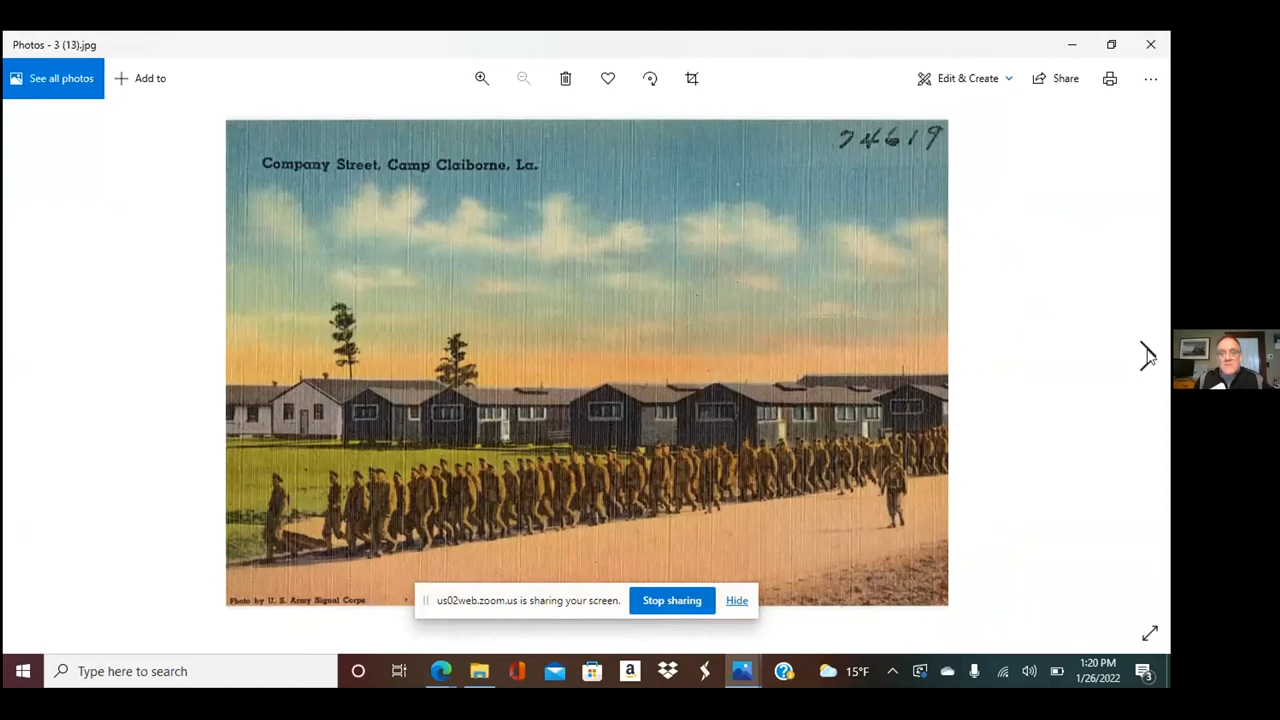 Photos - 3 (13).jpg
See all photos
Add to
Edit & Create
Share
74619
Company Street, Camp Claiborne, La.
Photo by U. S. Army Signal Corps
us02web.zoom.us is sharing your screen.
Stop sharing
Hide
Type here to search
15°F
1:20 PM
1/26/2022
3